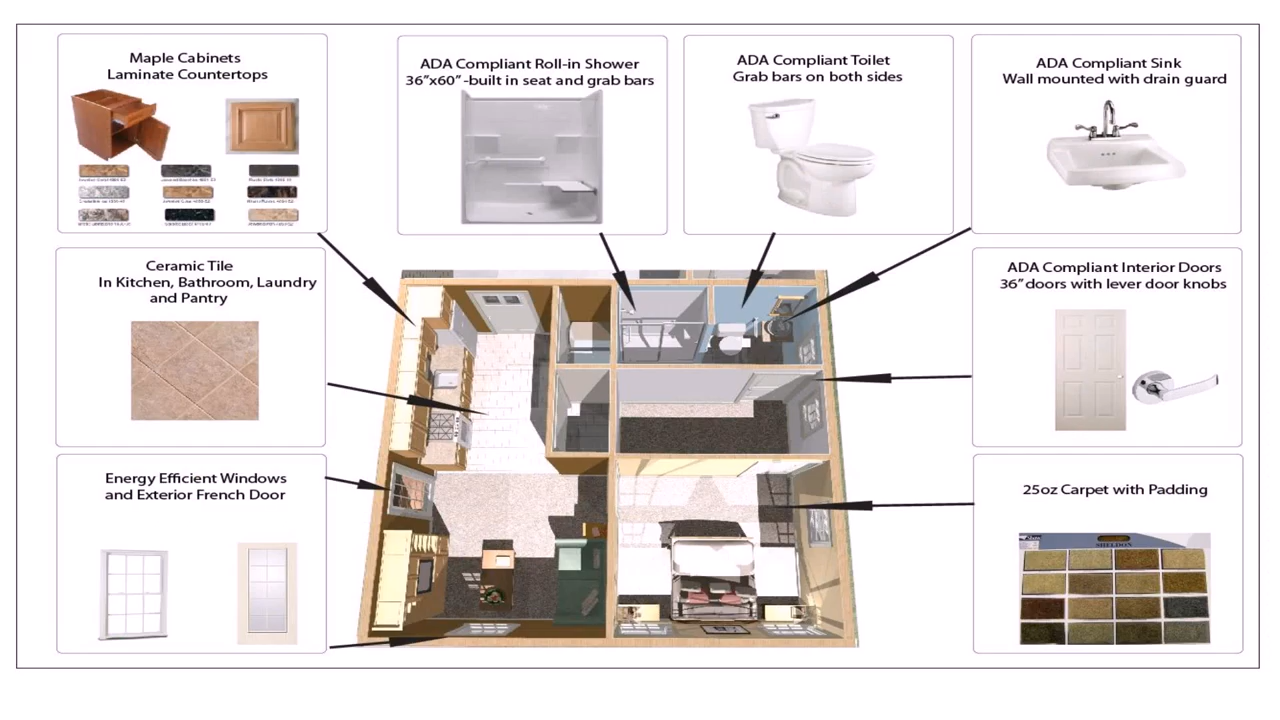 Maple Cabinets
Laminate Countertops
ADA Compliant Roll-in Shower
36”x60” -built in seat and grab bars
ADA Compliant Toilet
Grab bars on both sides
ADA Compliant Sink
Wall mounted with drain guard
Ceramic Tile
In Kitchen, Bathroom, Laundry
and Pantry
ADA Compliant Interior Doors
36” doors with lever door knobs
Energy Efficient Windows
and Exterior French Door
25oz Carpet with Padding
SHELDON